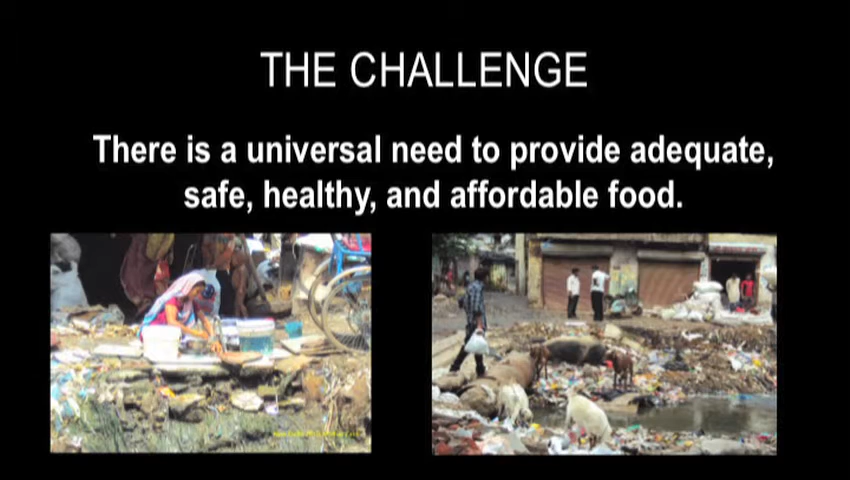 THE CHALLENGE
There is a universal need to provide adequate,
safe, healthy, and affordable food.